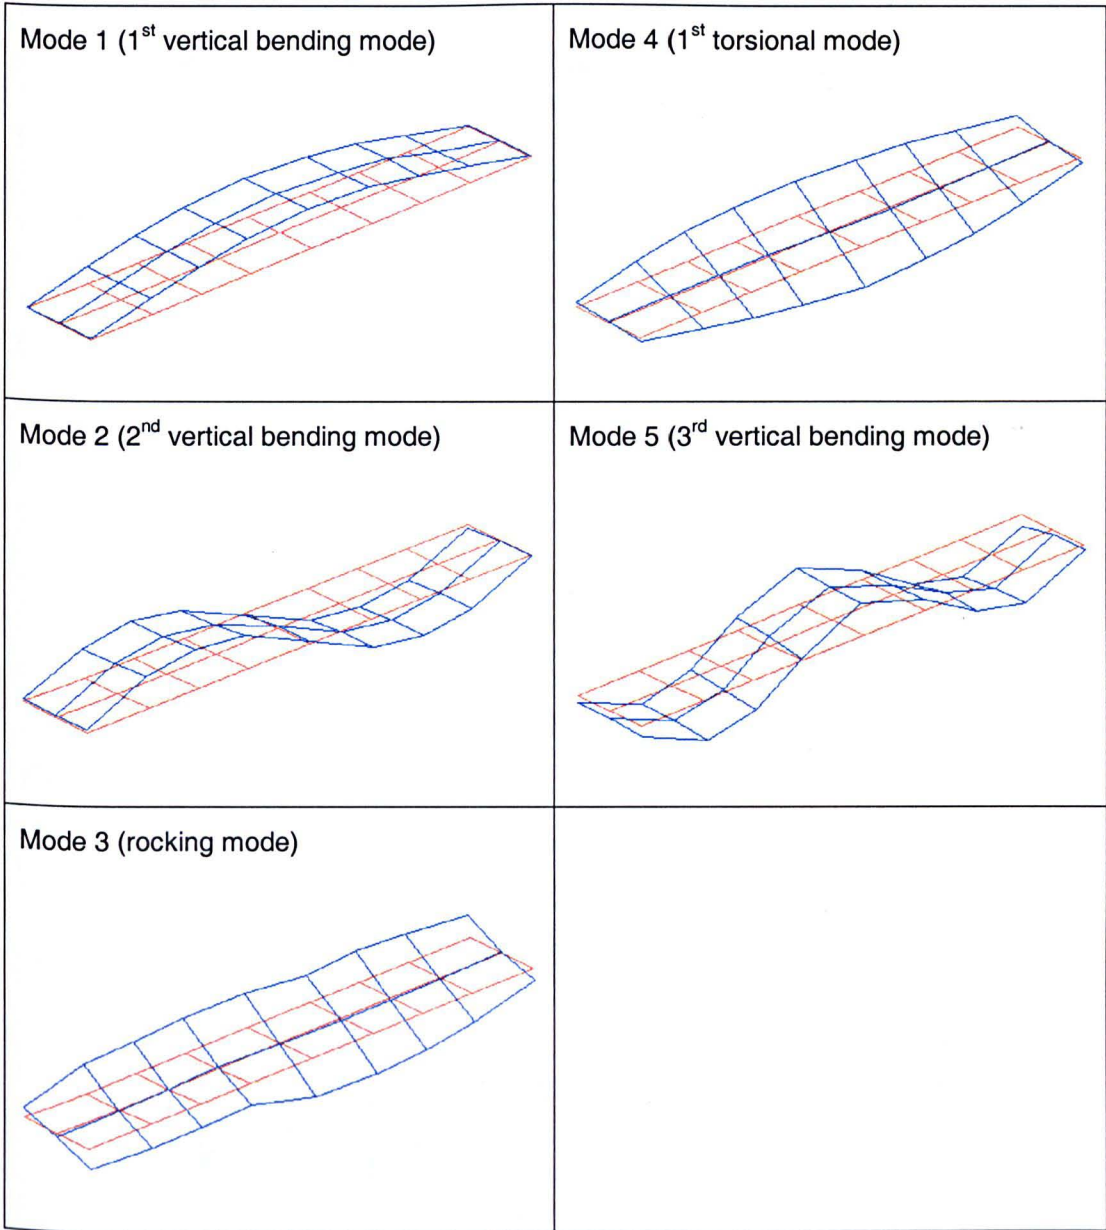 Mode 1 (1st vertical bending mode)
Mode 4 (1st torsional mode)
Mode 2 (2nd vertical bending mode)
Mode 5 (3rd vertical bending mode)
Mode 3 (rocking mode)